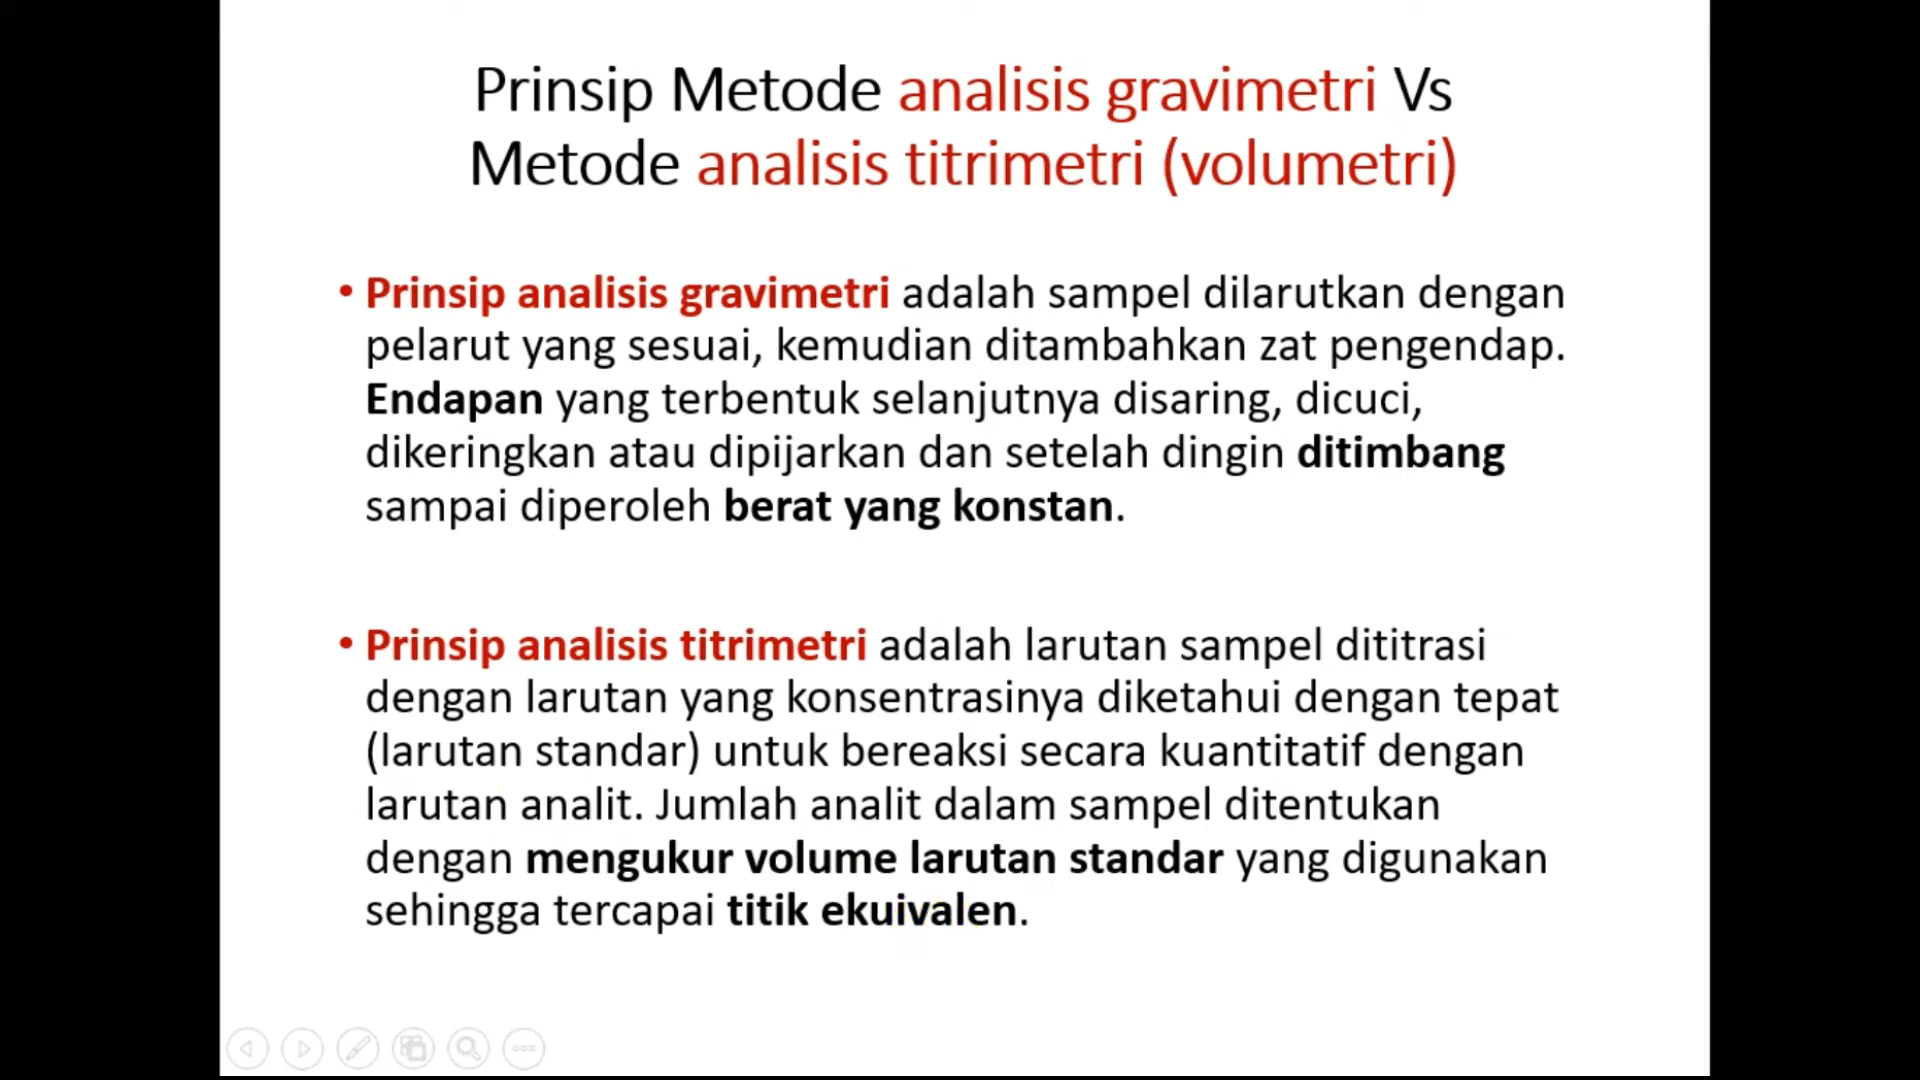 Prinsip Metode analisis gravimetri Vs
Metode analisis titrimetri (volumetri)
• Prinsip analisis gravimetri adalah sampel dilarutkan dengan
pelarut yang sesuai, kemudian ditambahkan zat pengendap.
Endapan yang terbentuk selanjutnya disaring, dicuci,
dikeringkan atau dipijarkan dan setelah dingin ditimbang
sampai diperoleh berat yang konstan.
• Prinsip analisis titrimetri adalah larutan sampel dititrasi
dengan larutan yang konsentrasinya diketahui dengan tepat
(larutan standar) untuk bereaksi secara kuantitatif dengan
larutan analit. Jumlah analit dalam sampel ditentukan
dengan mengukur volume larutan standar yang digunakan
sehingga tercapai titik ekuivalen.